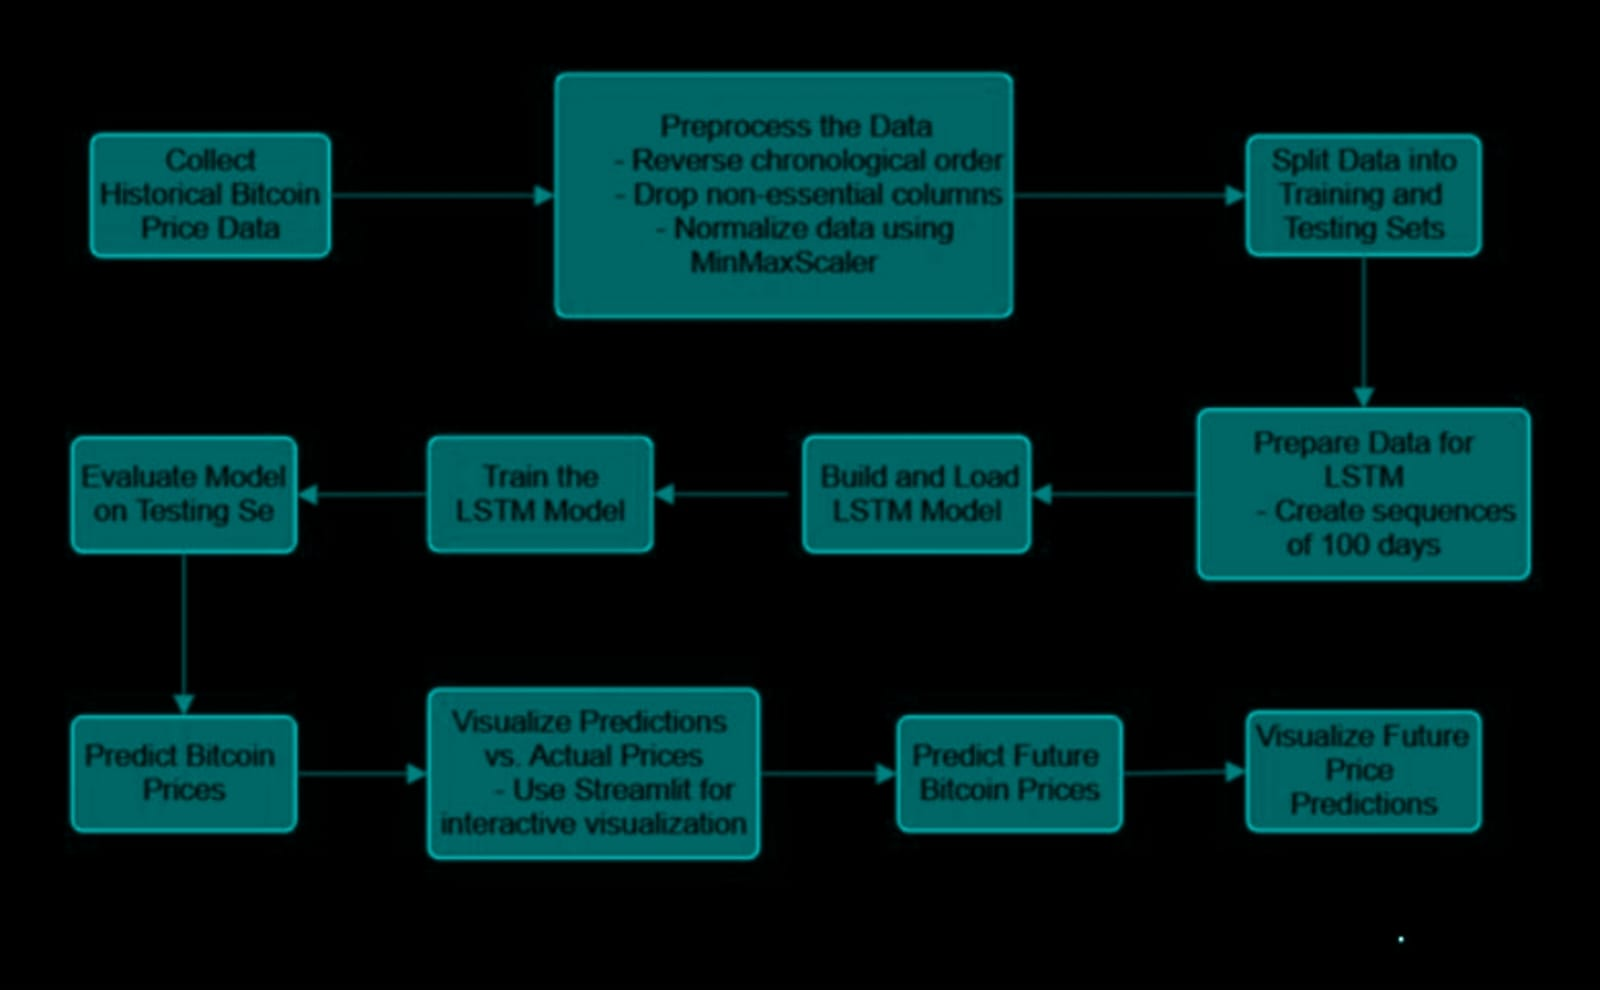 Collect
Historical Bitcoin
Price Data
Preprocess the Data
- Reverse chronological order
- Drop non-essential columns
- Normalize data using
MinMaxScaler
Split Data into
Training and
Testing Sets
Prepare Data for
LSTM
- Create sequences
of 100 days
Build and Load
LSTM Model
Train the
LSTM Model
Evaluate Model
on Testing Se
Predict Bitcoin
Prices
Visualize Predictions
vs. Actual Prices
- Use Streamlit for
interactive visualization
Predict Future
Bitcoin Prices
Visualize Future
Price
Predictions